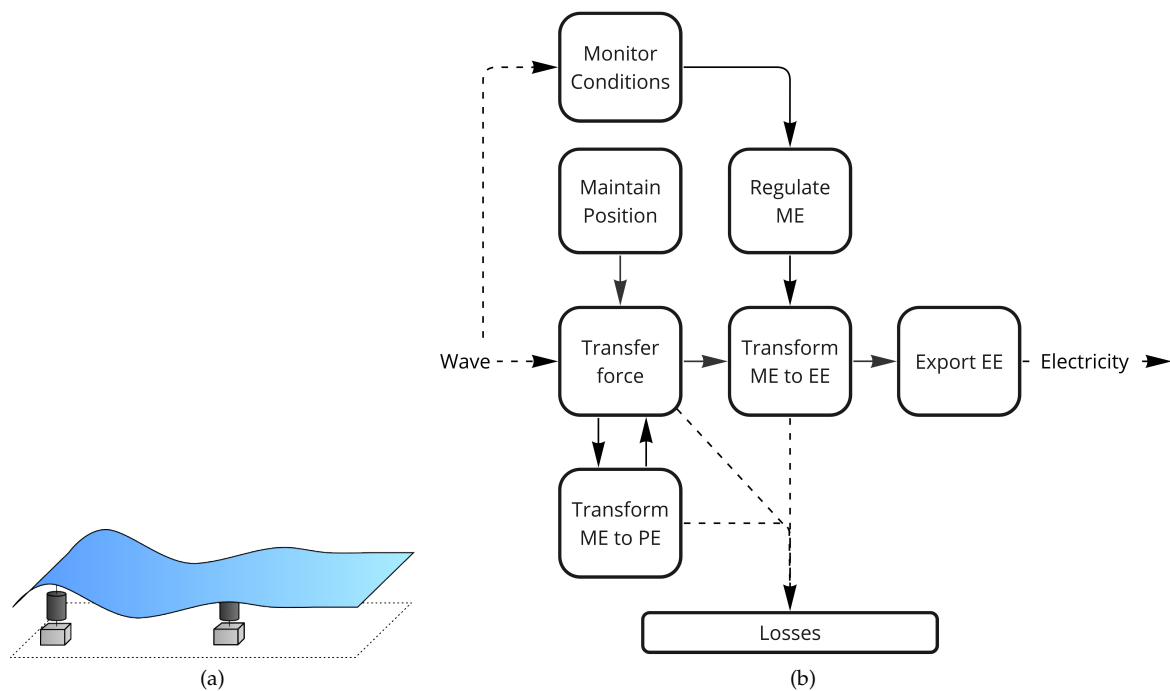 Monitor
Conditions
Maintain
Position
Regulate
ME
Wave
Transfer
force
Transform
ME to EE
Export EE
Electricity
Transform
ME to PE
Losses
(a)
(b)